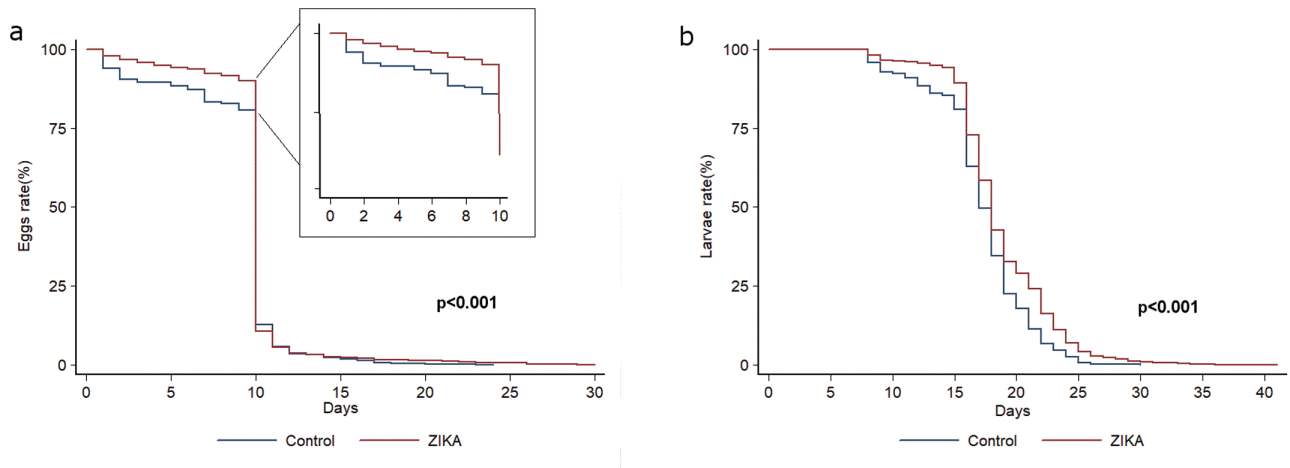 a
100
75
50
25
0
Eggs rate(%)
0 5 10 15 20 25 30
Days
0 2 4 6 8 10
p<0.001
Control ZIKA
b
100
75
50
25
0
Larvae rate(%)
0 10 20 30 40
15 25
Days
p<0.001
Control ZIKA